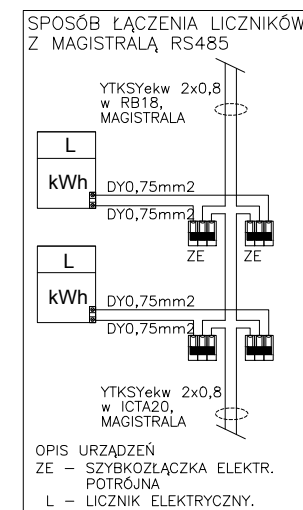 SPOSÓB ŁĄCZENIA LICZNIKÓW
Z MAGISTRALĄ RS485
YTKSYekw 2x0,8
w RB18,
MAGISTRALA
L
kWh
DY0,75mm2
DY0,75mm2
ZE ZE
L
kWh
DY0,75mm2
DY0,75mm2
YTKSYekw 2x0,8
w ICTA20,
MAGISTRALA
OPIS URZĄDZEŃ
ZE – SZYBKOZŁĄCZKA ELEKTR.
POTRÓJNA
L – LICZNIK ELEKTRYCZNY.